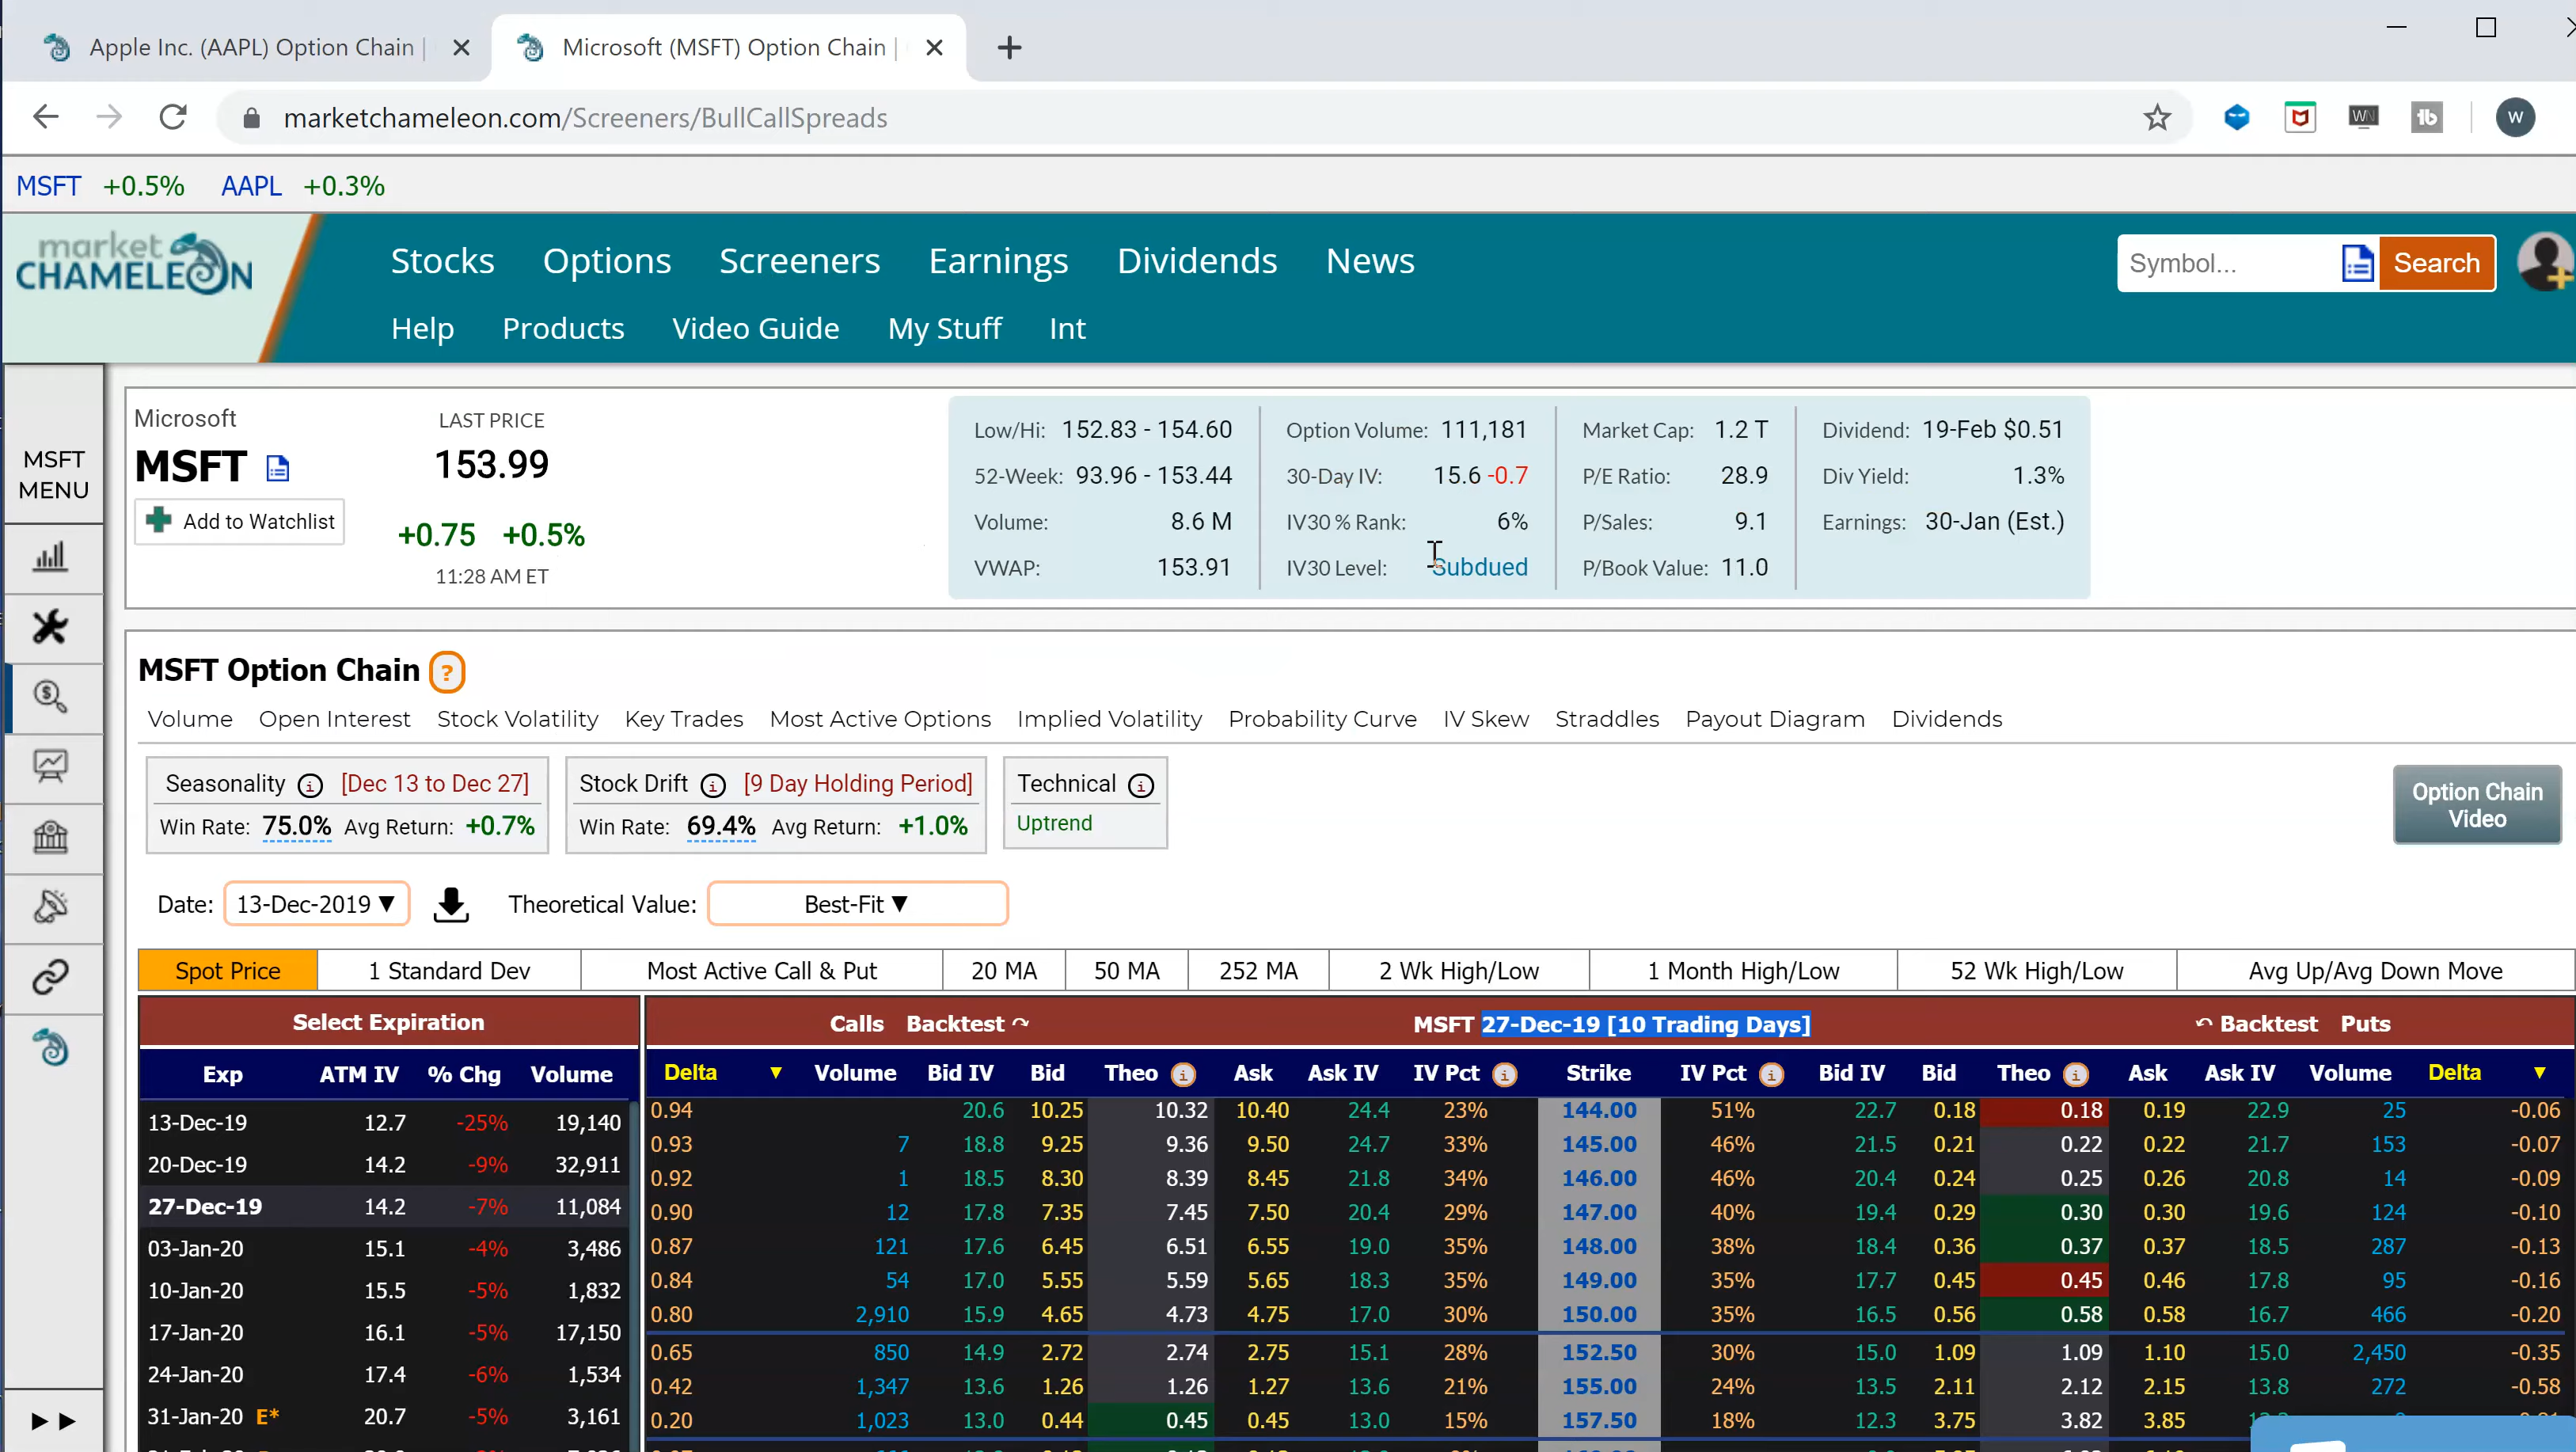 Apple Inc. (AAPL) Option Chain |
Microsoft (MSFT) Option Chain |
marketchameleon.com/Screeners/BullCallSpreads
W
MSFT +0.5% AAPL +0.3%
market CHAMELEON
Stocks Options Screeners Earnings Dividends News
Help Products Video Guide My Stuff Int
Symbol... Search
MSFT MENU
Microsoft
MSFT
Add to Watchlist
LAST PRICE
153.99
+0.75 +0.5%
11:28 AM ET
Low/Hi: 152.83 - 154.60 Option Volume: 111,181 Market Cap: 1.2 T Dividend: 19-Feb $0.51
52-Week: 93.96 - 153.44 30-Day IV: 15.6 -0.7 P/E Ratio: 28.9 Div Yield: 1.3%
Volume: 8.6 M IV30 % Rank: 6% P/Sales: 9.1 Earnings: 30-Jan (Est.)
VWAP: 153.91 IV30 Level: Subdued P/Book Value: 11.0
MSFT Option Chain ?
Volume Open Interest Stock Volatility Key Trades Most Active Options Implied Volatility Probability Curve IV Skew Straddles Payout Diagram Dividends
Seasonality i [Dec 13 to Dec 27] Stock Drift i [9 Day Holding Period] Technical i
Win Rate: 75.0% Avg Return: +0.7% Win Rate: 69.4% Avg Return: +1.0% Uptrend
Option Chain Video
Date: 13-Dec-2019 ▼ Theoretical Value: Best-Fit ▼
Spot Price 1 Standard Dev Most Active Call & Put 20 MA 50 MA 252 MA 2 Wk High/Low 1 Month High/Low 52 Wk High/Low Avg Up/Avg Down Move
Select Expiration
Exp ATM IV % Chg Volume
13-Dec-19 12.7 -25% 19,140
20-Dec-19 14.2 -9% 32,911
27-Dec-19 14.2 -7% 11,084
03-Jan-20 15.1 -4% 3,486
10-Jan-20 15.5 -5% 1,832
17-Jan-20 16.1 -5% 17,150
24-Jan-20 17.4 -6% 1,534
31-Jan-20 E* 20.7 -5% 3,161
Calls Backtest MSFT 27-Dec-19 [10 Trading Days] Backtest Puts
Delta ▼ Volume Bid IV Bid Theo i Ask Ask IV IV Pct i Strike IV Pct i Bid IV Bid Theo i Ask Ask IV Volume Delta ▼
0.94 20.6 10.25 10.32 10.40 24.4 23% 144.00 51% 22.7 0.18 0.18 0.19 22.9 25 -0.06
0.93 7 18.8 9.25 9.36 9.50 24.7 33% 145.00 46% 21.5 0.21 0.22 0.22 21.7 153 -0.07
0.92 1 18.5 8.30 8.39 8.45 21.8 34% 146.00 46% 20.4 0.24 0.25 0.26 20.8 14 -0.09
0.90 12 17.8 7.35 7.45 7.50 20.4 29% 147.00 40% 19.4 0.29 0.30 0.30 19.6 124 -0.10
0.87 121 17.6 6.45 6.51 6.55 19.0 35% 148.00 38% 18.4 0.36 0.37 0.37 18.5 287 -0.13
0.84 54 17.0 5.55 5.59 5.65 18.3 35% 149.00 35% 17.7 0.45 0.45 0.46 17.8 95 -0.16
0.80 2,910 15.9 4.65 4.73 4.75 17.0 30% 150.00 35% 16.5 0.56 0.58 0.58 16.7 466 -0.20
0.65 850 14.9 2.72 2.74 2.75 15.1 28% 152.50 30% 15.0 1.09 1.09 1.10 15.0 2,450 -0.35
0.42 1,347 13.6 1.26 1.26 1.27 13.6 21% 155.00 24% 13.5 2.11 2.12 2.15 13.8 272 -0.58
0.20 1,023 13.0 0.44 0.45 0.45 13.0 15% 157.50 18% 12.3 3.75 3.82 3.85